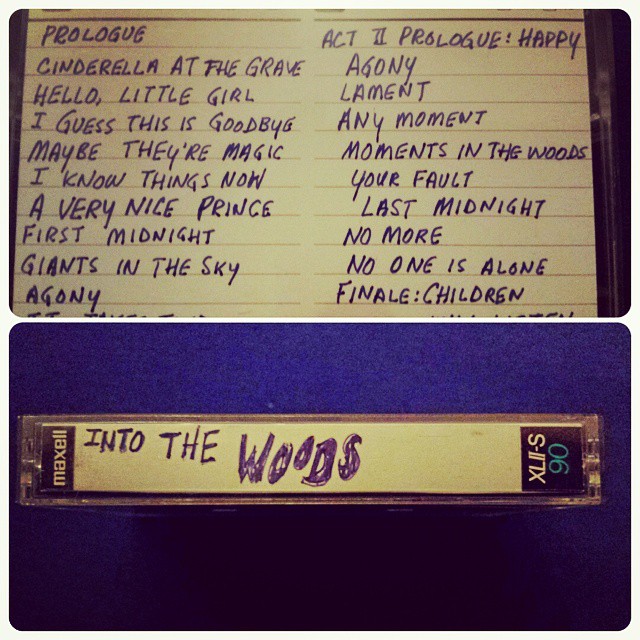 PROLOGUE
CINDERELLA AT THE GRAVE
HELLO, LITTLE GIRL
I GUESS THIS IS GOODBYE
MAYBE THEY'RE MAGIC
I KNOW THINGS NOW
A VERY NICE PRINCE
FIRST MIDNIGHT
GIANTS IN THE SKY
AGONY
ACT II PROLOGUE: HAPPY
AGONY
LAMENT
ANY MOMENT
MOMENTS IN THE WOODS
YOUR FAULT
LAST MIDNIGHT
NO MORE
NO ONE IS ALONE
FINALE: CHILDREN
maxell
INTO THE WOODS
XLII-S
90